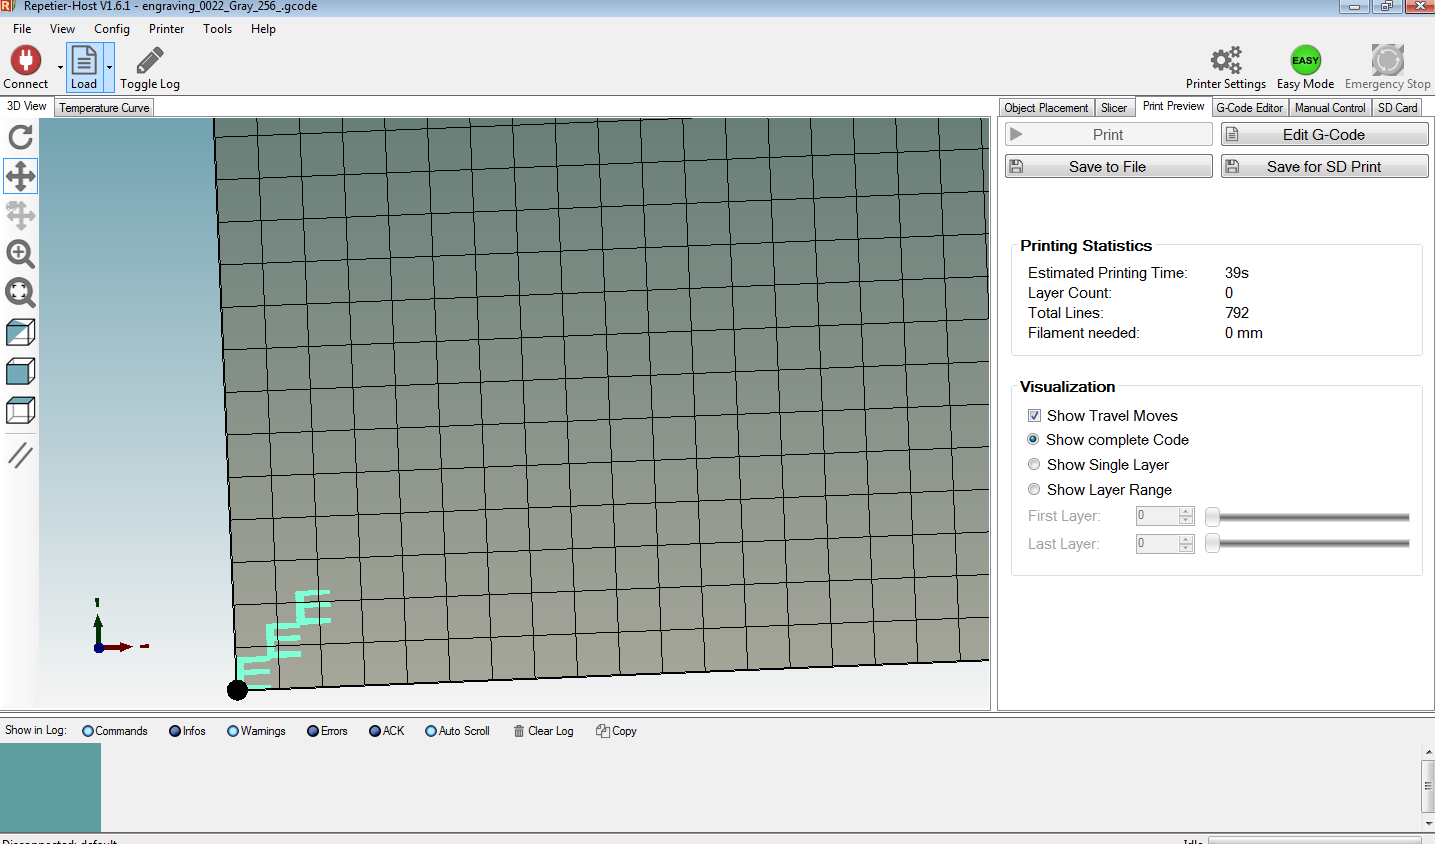 Repetier-Host V1.6.1 - engraving_0022_Gray_256_.gcode
File View Config Printer Tools Help
Connect Load Toggle Log Printer Settings EASY Easy Mode Emergency Stop
3D View Temperature Curve Object Placement Slicer Print Preview G-Code Editor Manual Control SD Card
Print Edit G-Code
Save to File Save for SD Print
Printing Statistics
Estimated Printing Time: 39s
Layer Count: 0
Total Lines: 792
Filament needed: 0 mm
Visualization
Show Travel Moves
Show complete Code
Show Single Layer
Show Layer Range
First Layer: 0
Last Layer: 0
E
E
E
Show in Log: Commands Infos Warnings Errors ACK Auto Scroll Clear Log Copy
Disconnected: default Idle